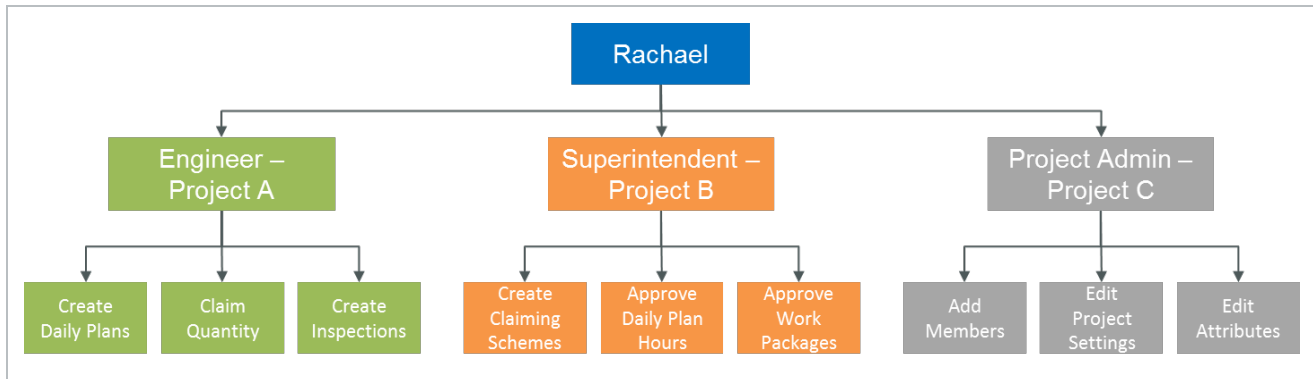 Rachael
Engineer –
Project A
Superintendent –
Project B
Project Admin –
Project C
Create
Daily Plans
Claim
Quantity
Create
Inspections
Create
Claiming
Schemes
Approve
Daily Plan
Hours
Approve
Work
Packages
Add
Members
Edit
Project
Settings
Edit
Attributes